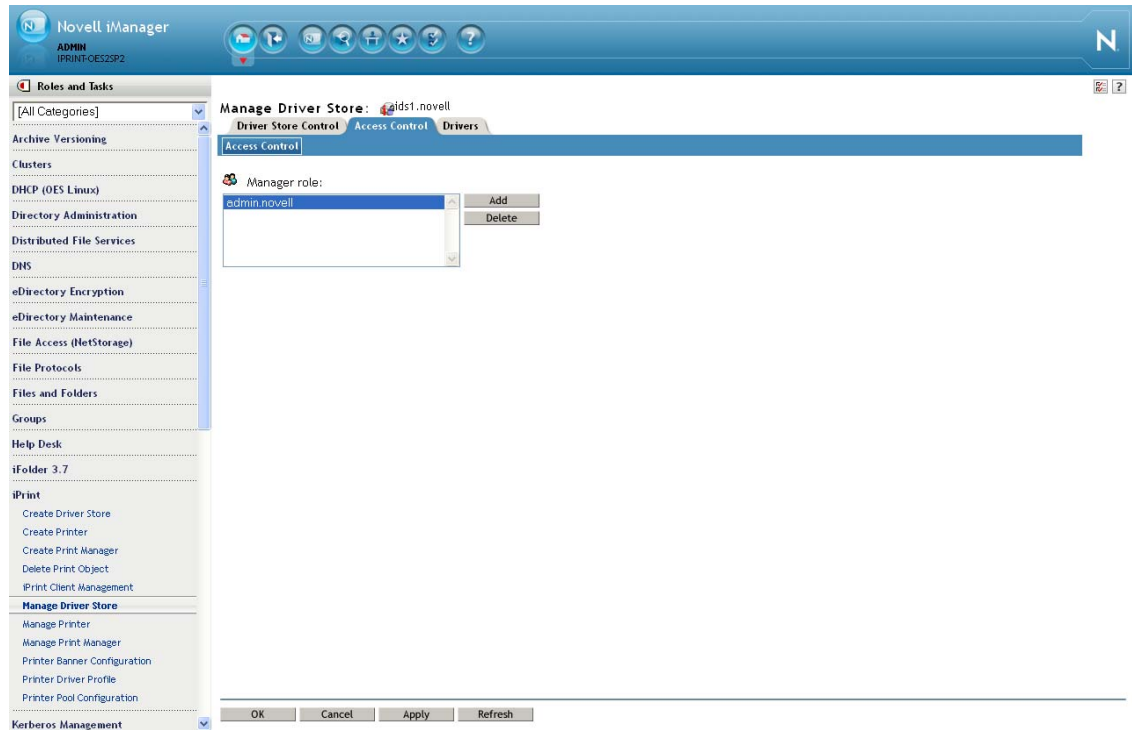 Novell iManager
ADMIN
IPRINT-OES2SP2
N
Roles and Tasks
[All Categories]
Archive Versioning
Clusters
DHCP (OES Linux)
Directory Administration
Distributed File Services
DNS
eDirectory Encryption
eDirectory Maintenance
File Access (NetStorage)
File Protocols
Files and Folders
Groups
Help Desk
iFolder 3.7
iPrint
Create Driver Store
Create Printer
Create Print Manager
Delete Print Object
iPrint Client Management
Manage Driver Store
Manage Printer
Manage Print Manager
Printer Banner Configuration
Printer Driver Profile
Printer Pool Configuration
Kerberos Management
?
Manage Driver Store: ids1.novell
Driver Store Control Access Control Drivers
Access Control
Manager role:
admin.novell
Add
Delete
OK Cancel Apply Refresh